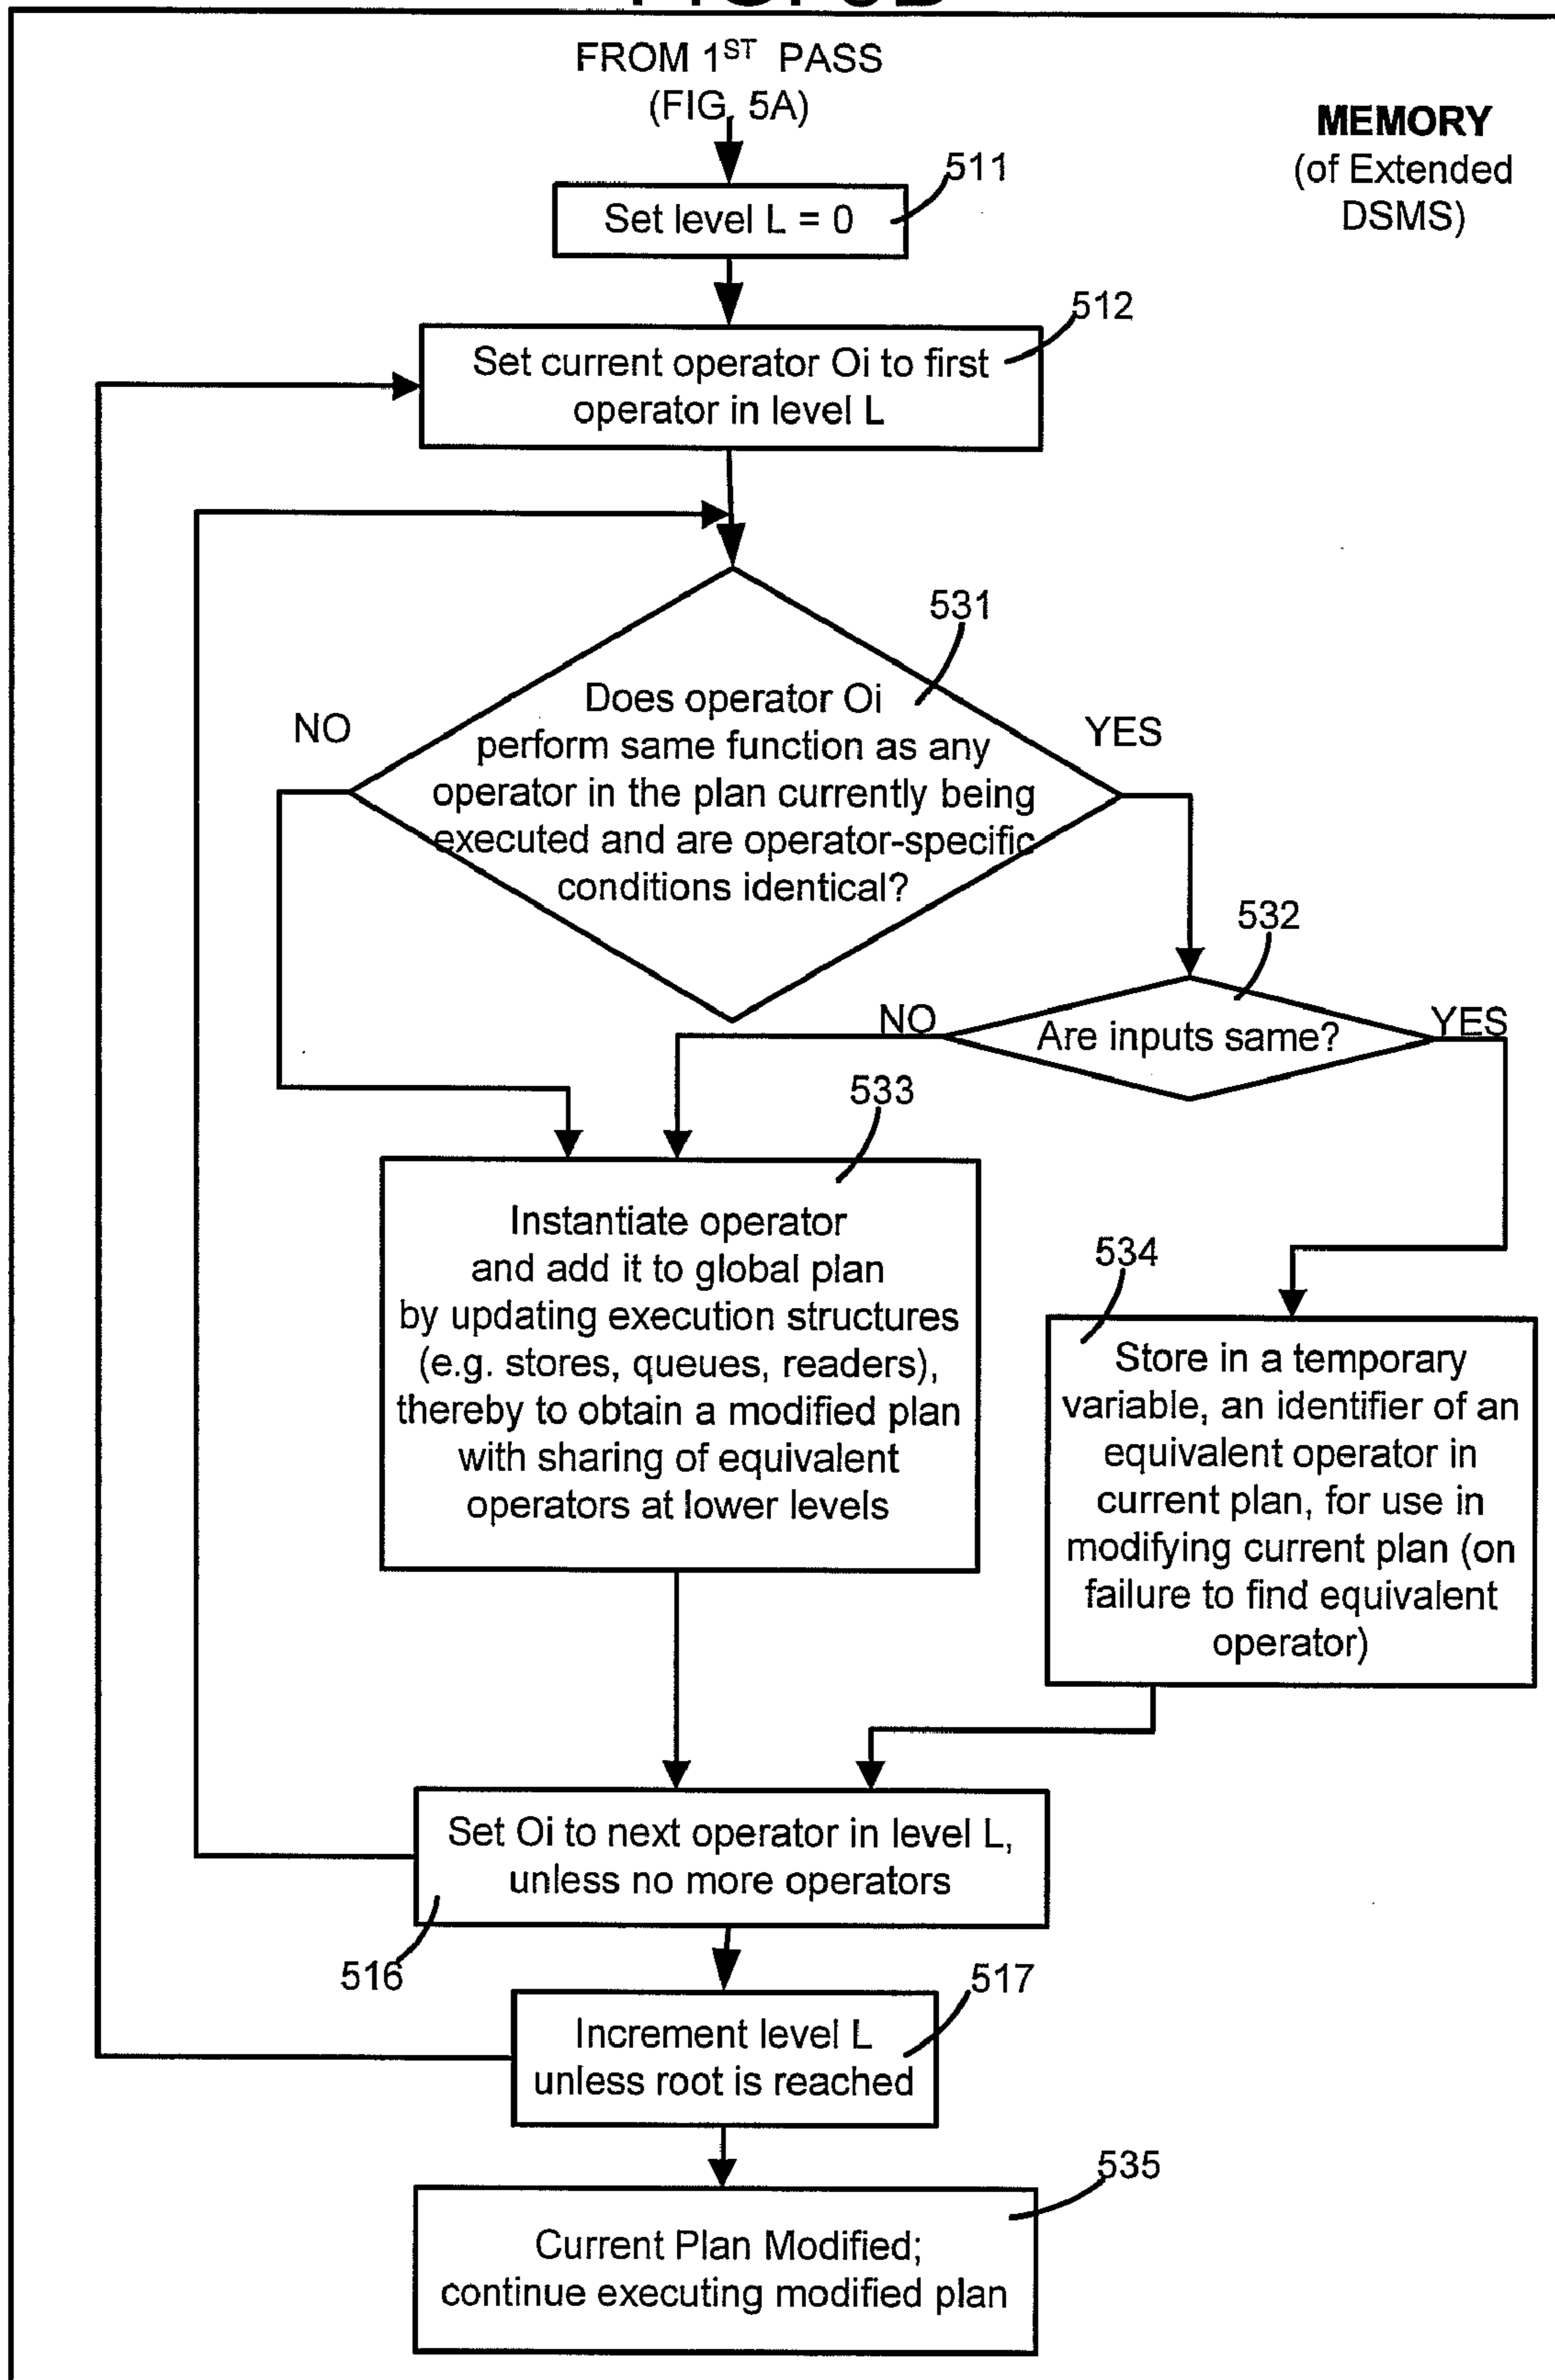 FROM 1ST PASS
(FIG. 5A)
MEMORY
(of Extended
DSMS)
511
Set level L = 0
512
Set current operator Oi to first
operator in level L
531
Does operator Oi
perform same function as any
operator in the plan currently being
executed and are operator-specific
conditions identical?
NO
YES
532
Are inputs same?
NO
YES
533
Instantiate operator
and add it to global plan
by updating execution structures
(e.g. stores, queues, readers),
thereby to obtain a modified plan
with sharing of equivalent
operators at lower levels
534
Store in a temporary
variable, an identifier of an
equivalent operator in
current plan, for use in
modifying current plan (on
failure to find equivalent
operator)
Set Oi to next operator in level L,
unless no more operators
516
517
Increment level L
unless root is reached
535
Current Plan Modified;
continue executing modified plan